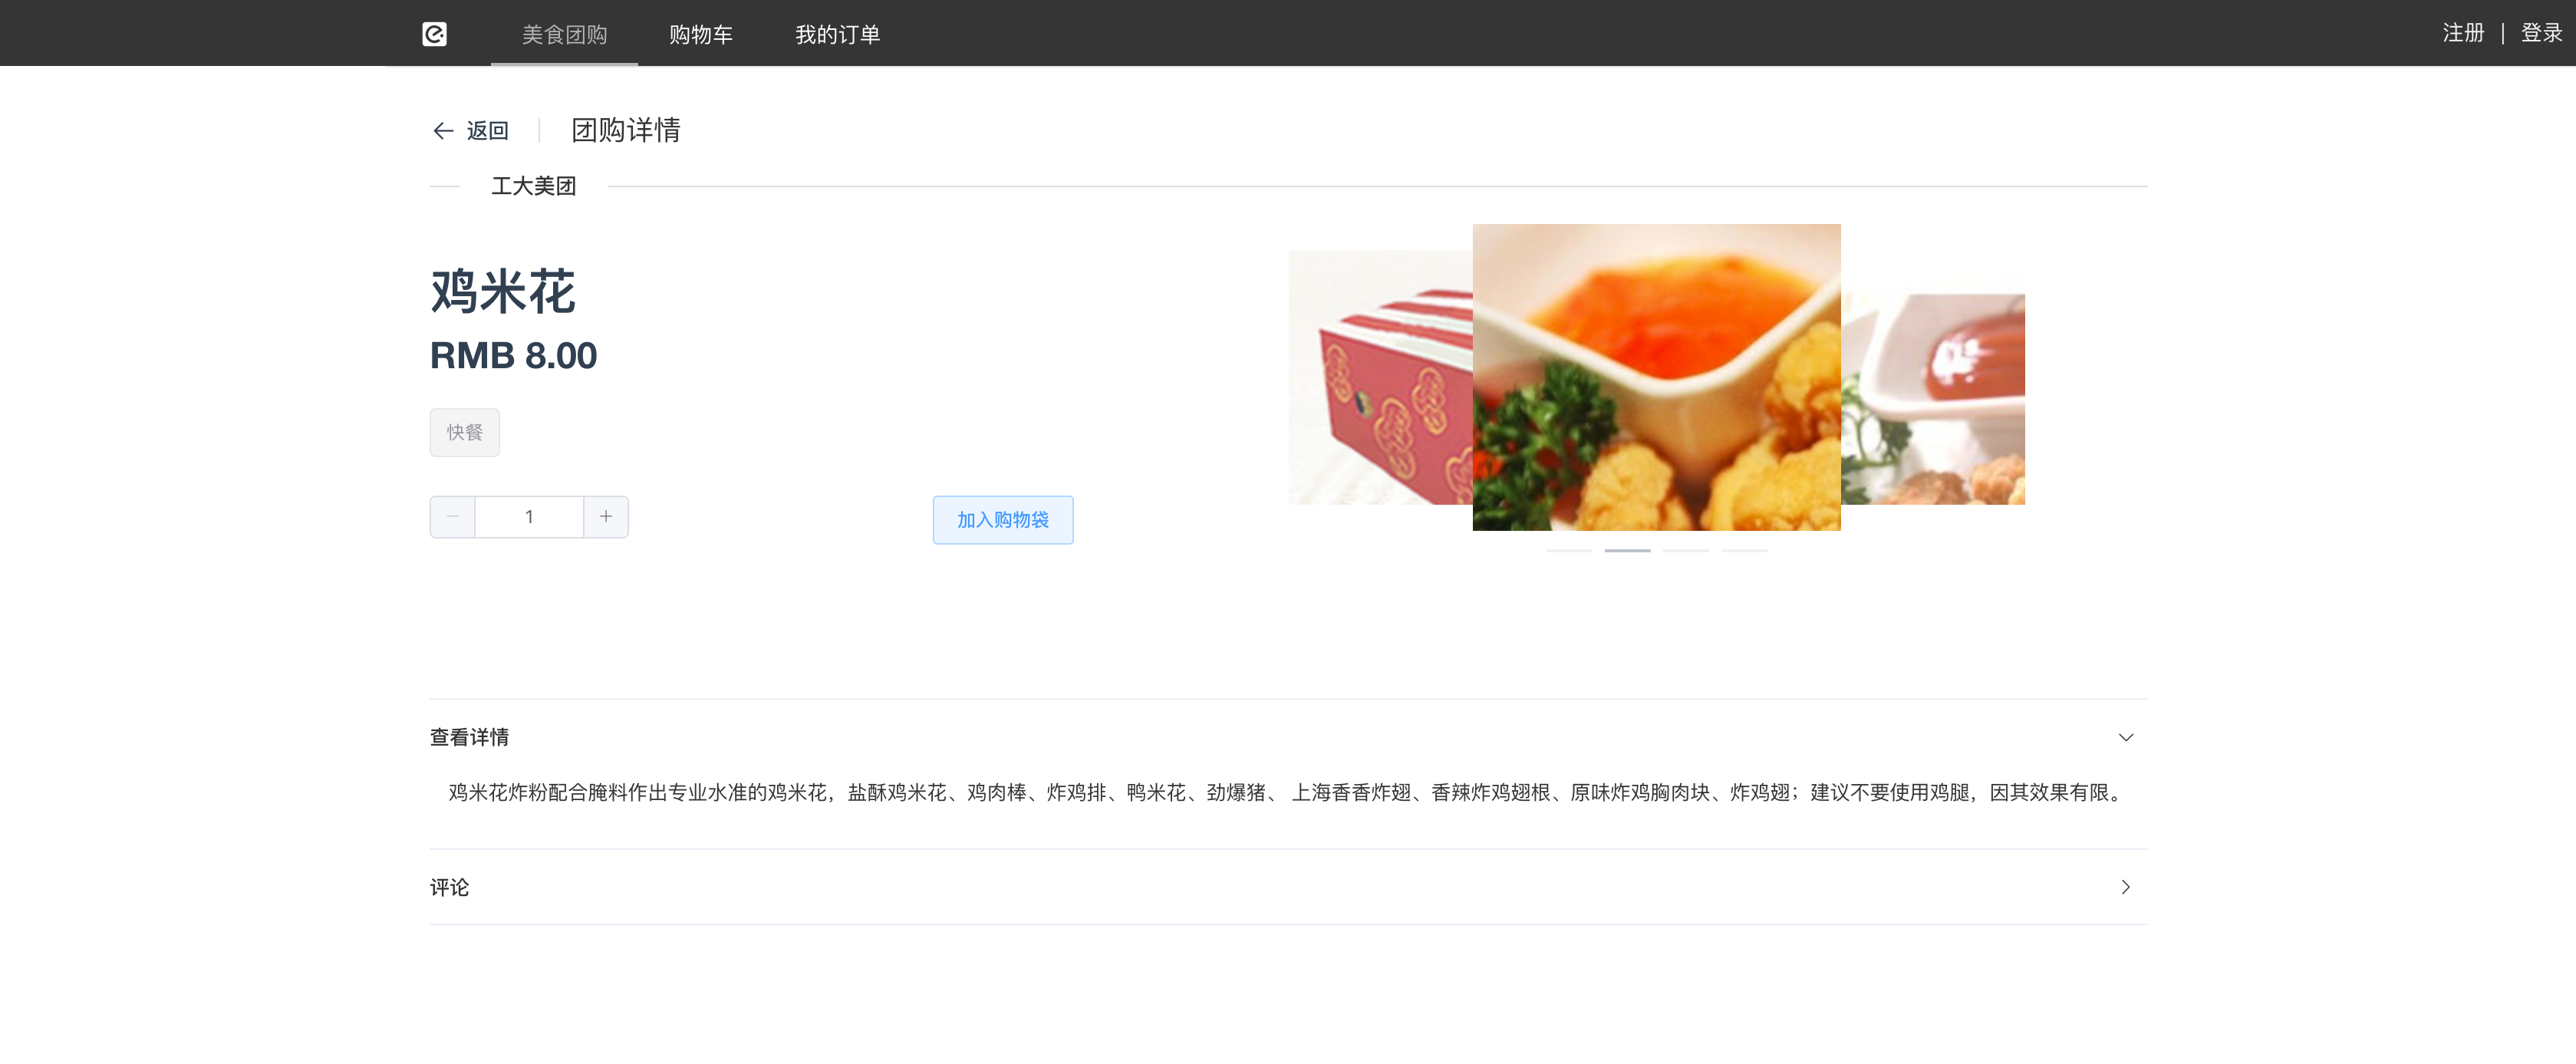 美食团购 购物车 我的订单 注册 | 登录
返回 团购详情
工大美团
鸡米花
RMB 8.00
快餐
1
加入购物袋
查看详情
鸡米花炸粉配合腌料作出专业水准的鸡米花，盐酥鸡米花、鸡肉棒、炸鸡排、鸭米花、劲爆猪、 上海香香炸翅、香辣炸鸡翅根、原味炸鸡胸肉块、炸鸡翅；建议不要使用鸡腿，因其效果有限。
评论